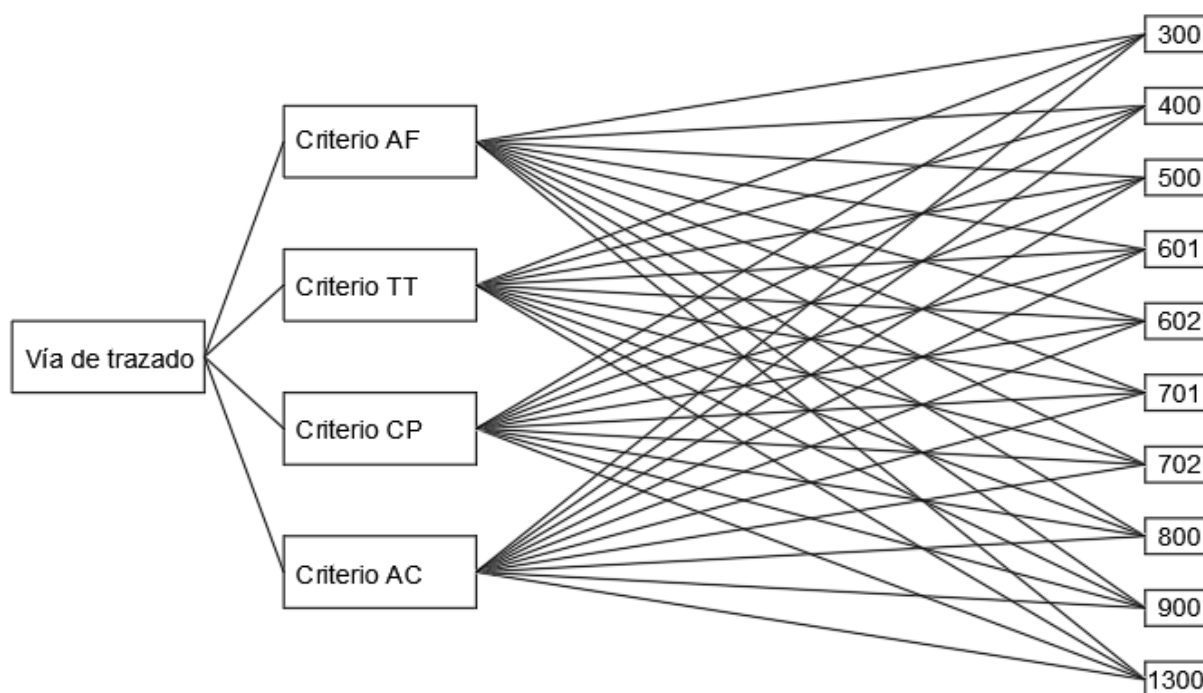 Vía de trazado
Criterio AF
Criterio TT
Criterio CP
Criterio AC
300
400
500
601
602
701
702
800
900
1300